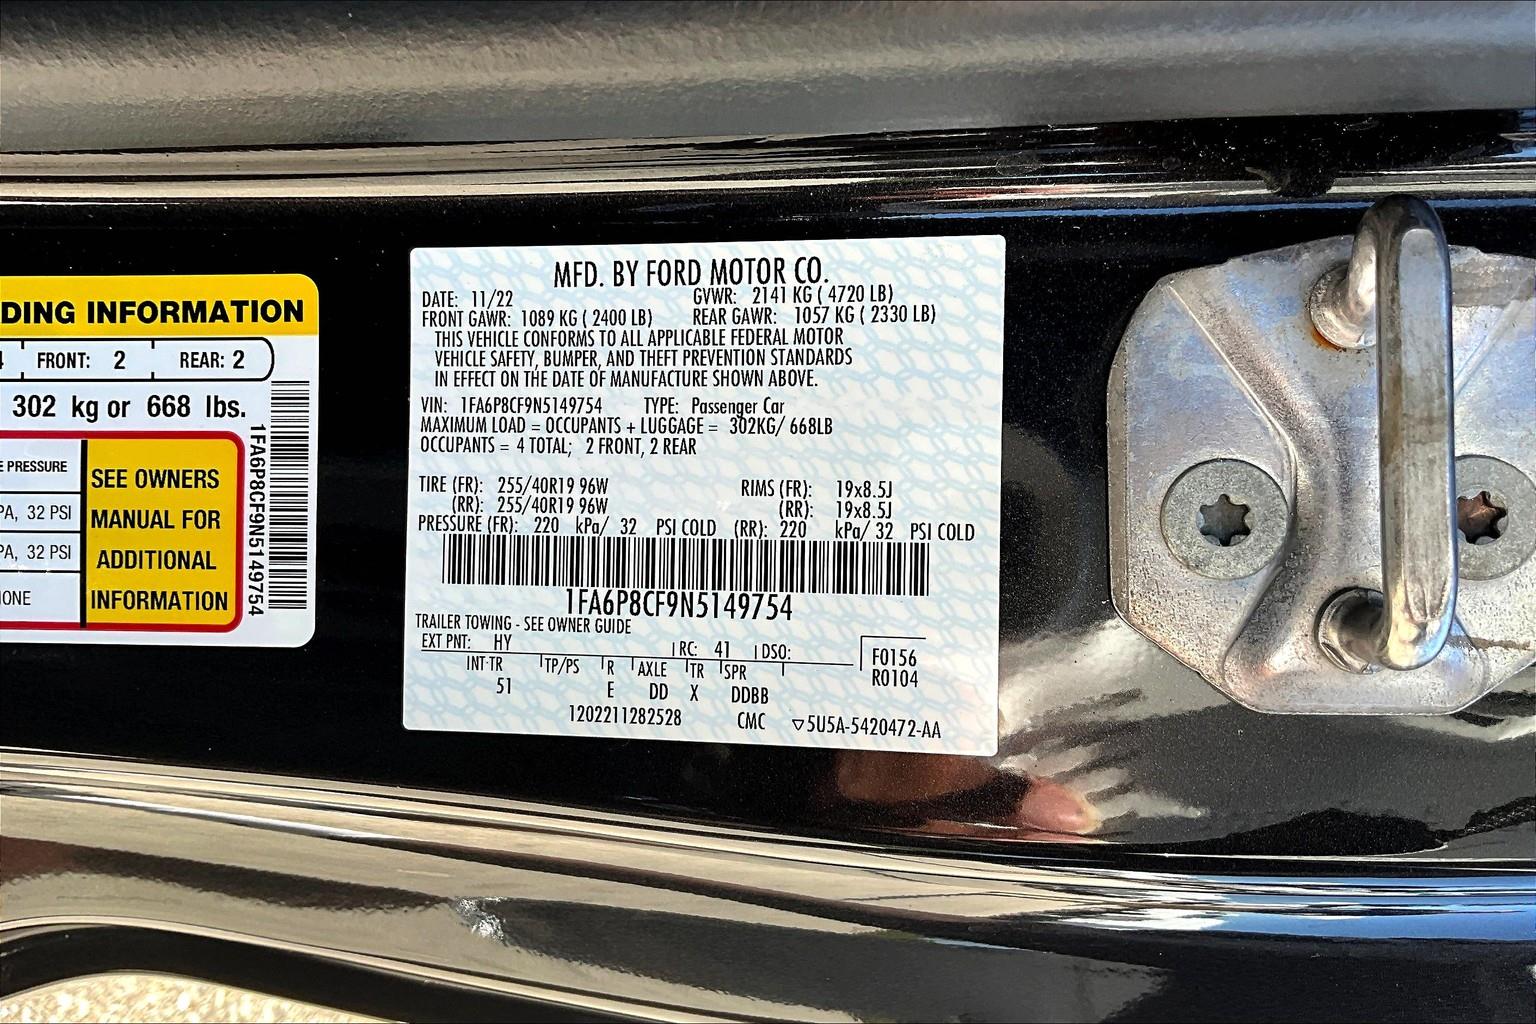 DING INFORMATION
FRONT: 2 REAR: 2
302 kg or 668 lbs.
E PRESSURE
PA, 32 PSI
PA, 32 PSI
ONE
SEE OWNERS
MANUAL FOR
ADDITIONAL
INFORMATION
1FA6P8CF9N5149754
MFD. BY FORD MOTOR CO.
DATE: 11/22 GVWR: 2141 KG ( 4720 LB)
FRONT GAWR: 1089 KG ( 2400 LB) REAR GAWR: 1057 KG ( 2330 LB)
THIS VEHICLE CONFORMS TO ALL APPLICABLE FEDERAL MOTOR
VEHICLE SAFETY, BUMPER, AND THEFT PREVENTION STANDARDS
IN EFFECT ON THE DATE OF MANUFACTURE SHOWN ABOVE.
VIN: 1FA6P8CF9N5149754 TYPE: Passenger Car
MAXIMUM LOAD = OCCUPANTS + LUGGAGE = 302KG/ 668LB
OCCUPANTS = 4 TOTAL; 2 FRONT, 2 REAR
TIRE (FR): 255/40R19 96W RIMS (FR): 19x8.5J
(RR): 255/40R19 96W (RR): 19x8.5J
PRESSURE (FR): 220 kPa/ 32 PSI COLD (RR): 220 kPa/ 32 PSI COLD
1FA6P8CF9N5149754
TRAILER TOWING - SEE OWNER GUIDE
EXT PNT: HY RC: 41 DSO: F0156
INT TR TP/PS R AXLE TR SPR R0104
51 E DD X DDBB
1202211282528 CMC ▽5U5A-5420472-AA